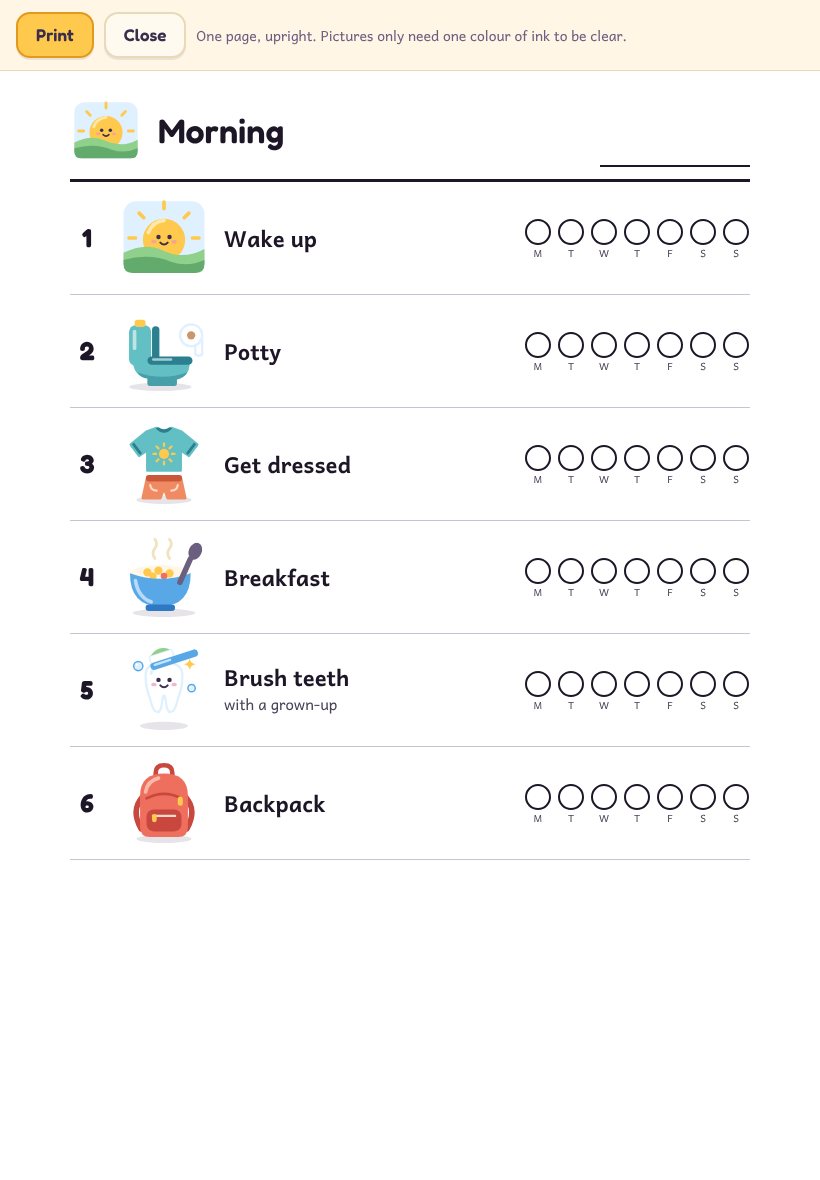 Print Close One page, upright. Pictures only need one colour of ink to be clear.
Morning
1 Wake up
M T W T F S S
2 Potty
M T W T F S S
3 Get dressed
M T W T F S S
4 Breakfast
M T W T F S S
5 Brush teeth
with a grown-up
M T W T F S S
6 Backpack
M T W T F S S